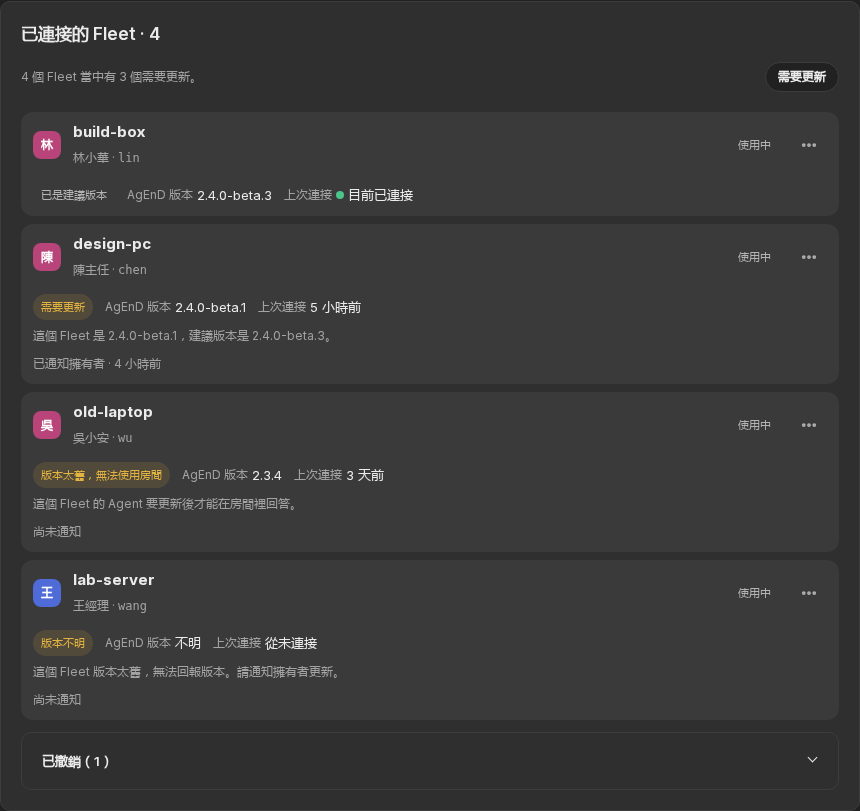 已連接的 Fleet · 4
4 個 Fleet 當中有 3 個需要更新。
需要更新
林
build-box
林小華 · lin
使用中
已是建議版本 AgEnD 版本 2.4.0-beta.3 上次連接 目前已連接
陳
design-pc
陳主任 · chen
使用中
需要更新 AgEnD 版本 2.4.0-beta.1 上次連接 5 小時前
這個 Fleet 是 2.4.0-beta.1，建議版本是 2.4.0-beta.3。
已通知擁有者 · 4 小時前
吳
old-laptop
吳小安 · wu
使用中
版本太舊，無法使用房間 AgEnD 版本 2.3.4 上次連接 3 天前
這個 Fleet 的 Agent 要更新後才能在房間裡回答。
尚未通知
王
lab-server
王經理 · wang
使用中
版本不明 AgEnD 版本 不明 上次連接 從未連接
這個 Fleet 版本太舊，無法回報版本。請通知擁有者更新。
尚未通知
已撤銷（1）